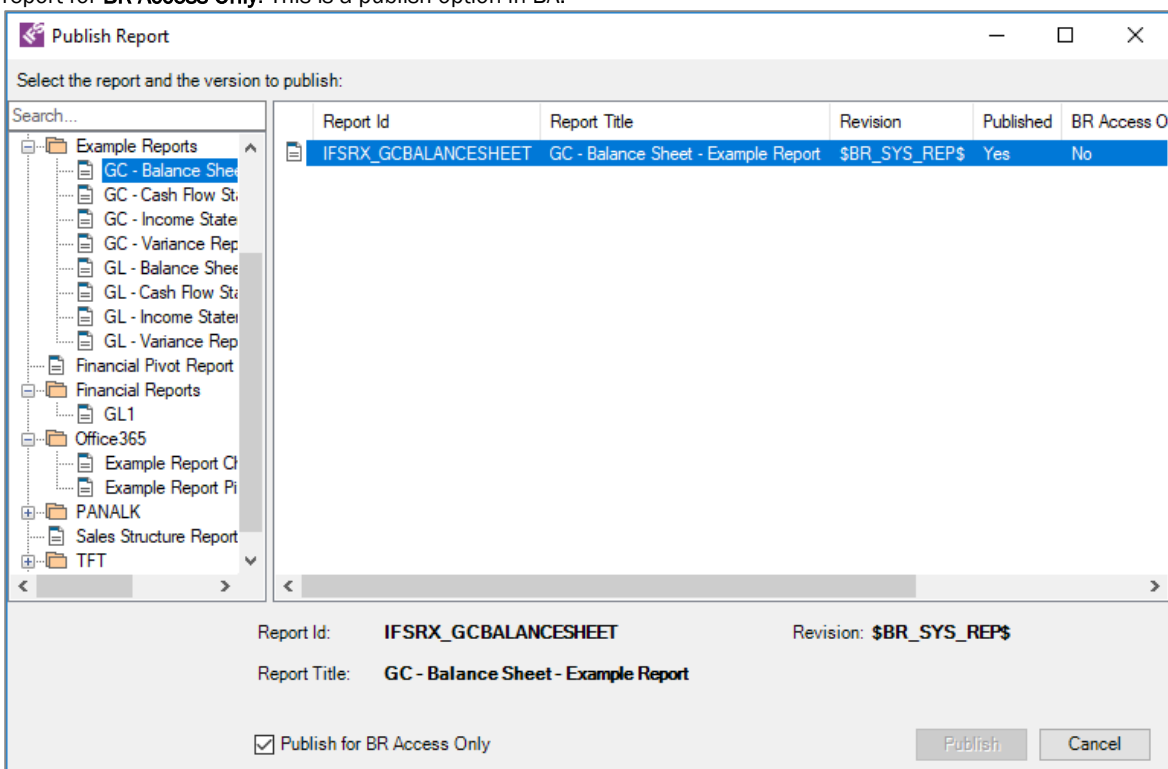 report for BR Access Only. This is a publish option in BA.
Publish Report
Select the report and the version to publish:
Search...
Report Id Report Title Revision Published BR Access O
Example Reports
IFSRX_GCBALANCESHEET GC - Balance Sheet - Example Report $BR_SYS_REP$ Yes No
GC - Balance Shee
GC - Cash Flow Sta
GC - Income State
GC - Variance Rep
GL - Balance Shee
GL - Cash Flow Sta
GL - Income Stater
GL - Variance Rep
Financial Pivot Report
Financial Reports
GL1
Office365
Example Report Ch
Example Report Pi
PANALK
Sales Structure Report
TFT
Report Id: IFSRX_GCBALANCESHEET Revision: $BR_SYS_REP$
Report Title: GC - Balance Sheet - Example Report
Publish for BR Access Only
Publish Cancel